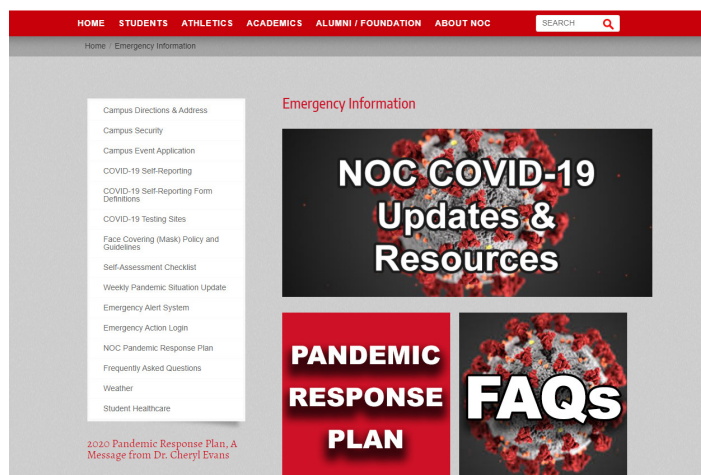 HOME STUDENTS ATHLETICS ACADEMICS ALUMNI / FOUNDATION ABOUT NOC SEARCH
Home / Emergency Information
Campus Directions & Address
Campus Security
Campus Event Application
COVID-19 Self-Reporting
COVID-19 Self-Reporting Form
Definitions
COVID-19 Testing Sites
Face Covering (Mask) Policy and
Guidelines
Self-Assessment Checklist
Weekly Pandemic Situation Update
Emergency Alert System
Emergency Action Login
NOC Pandemic Response Plan
Frequently Asked Questions
Weather
Student Healthcare
2020 Pandemic Response Plan, A
Message from Dr. Cheryl Evans
Emergency Information
NOC COVID-19
Updates &
Resources
PANDEMIC
RESPONSE
PLAN
FAQs